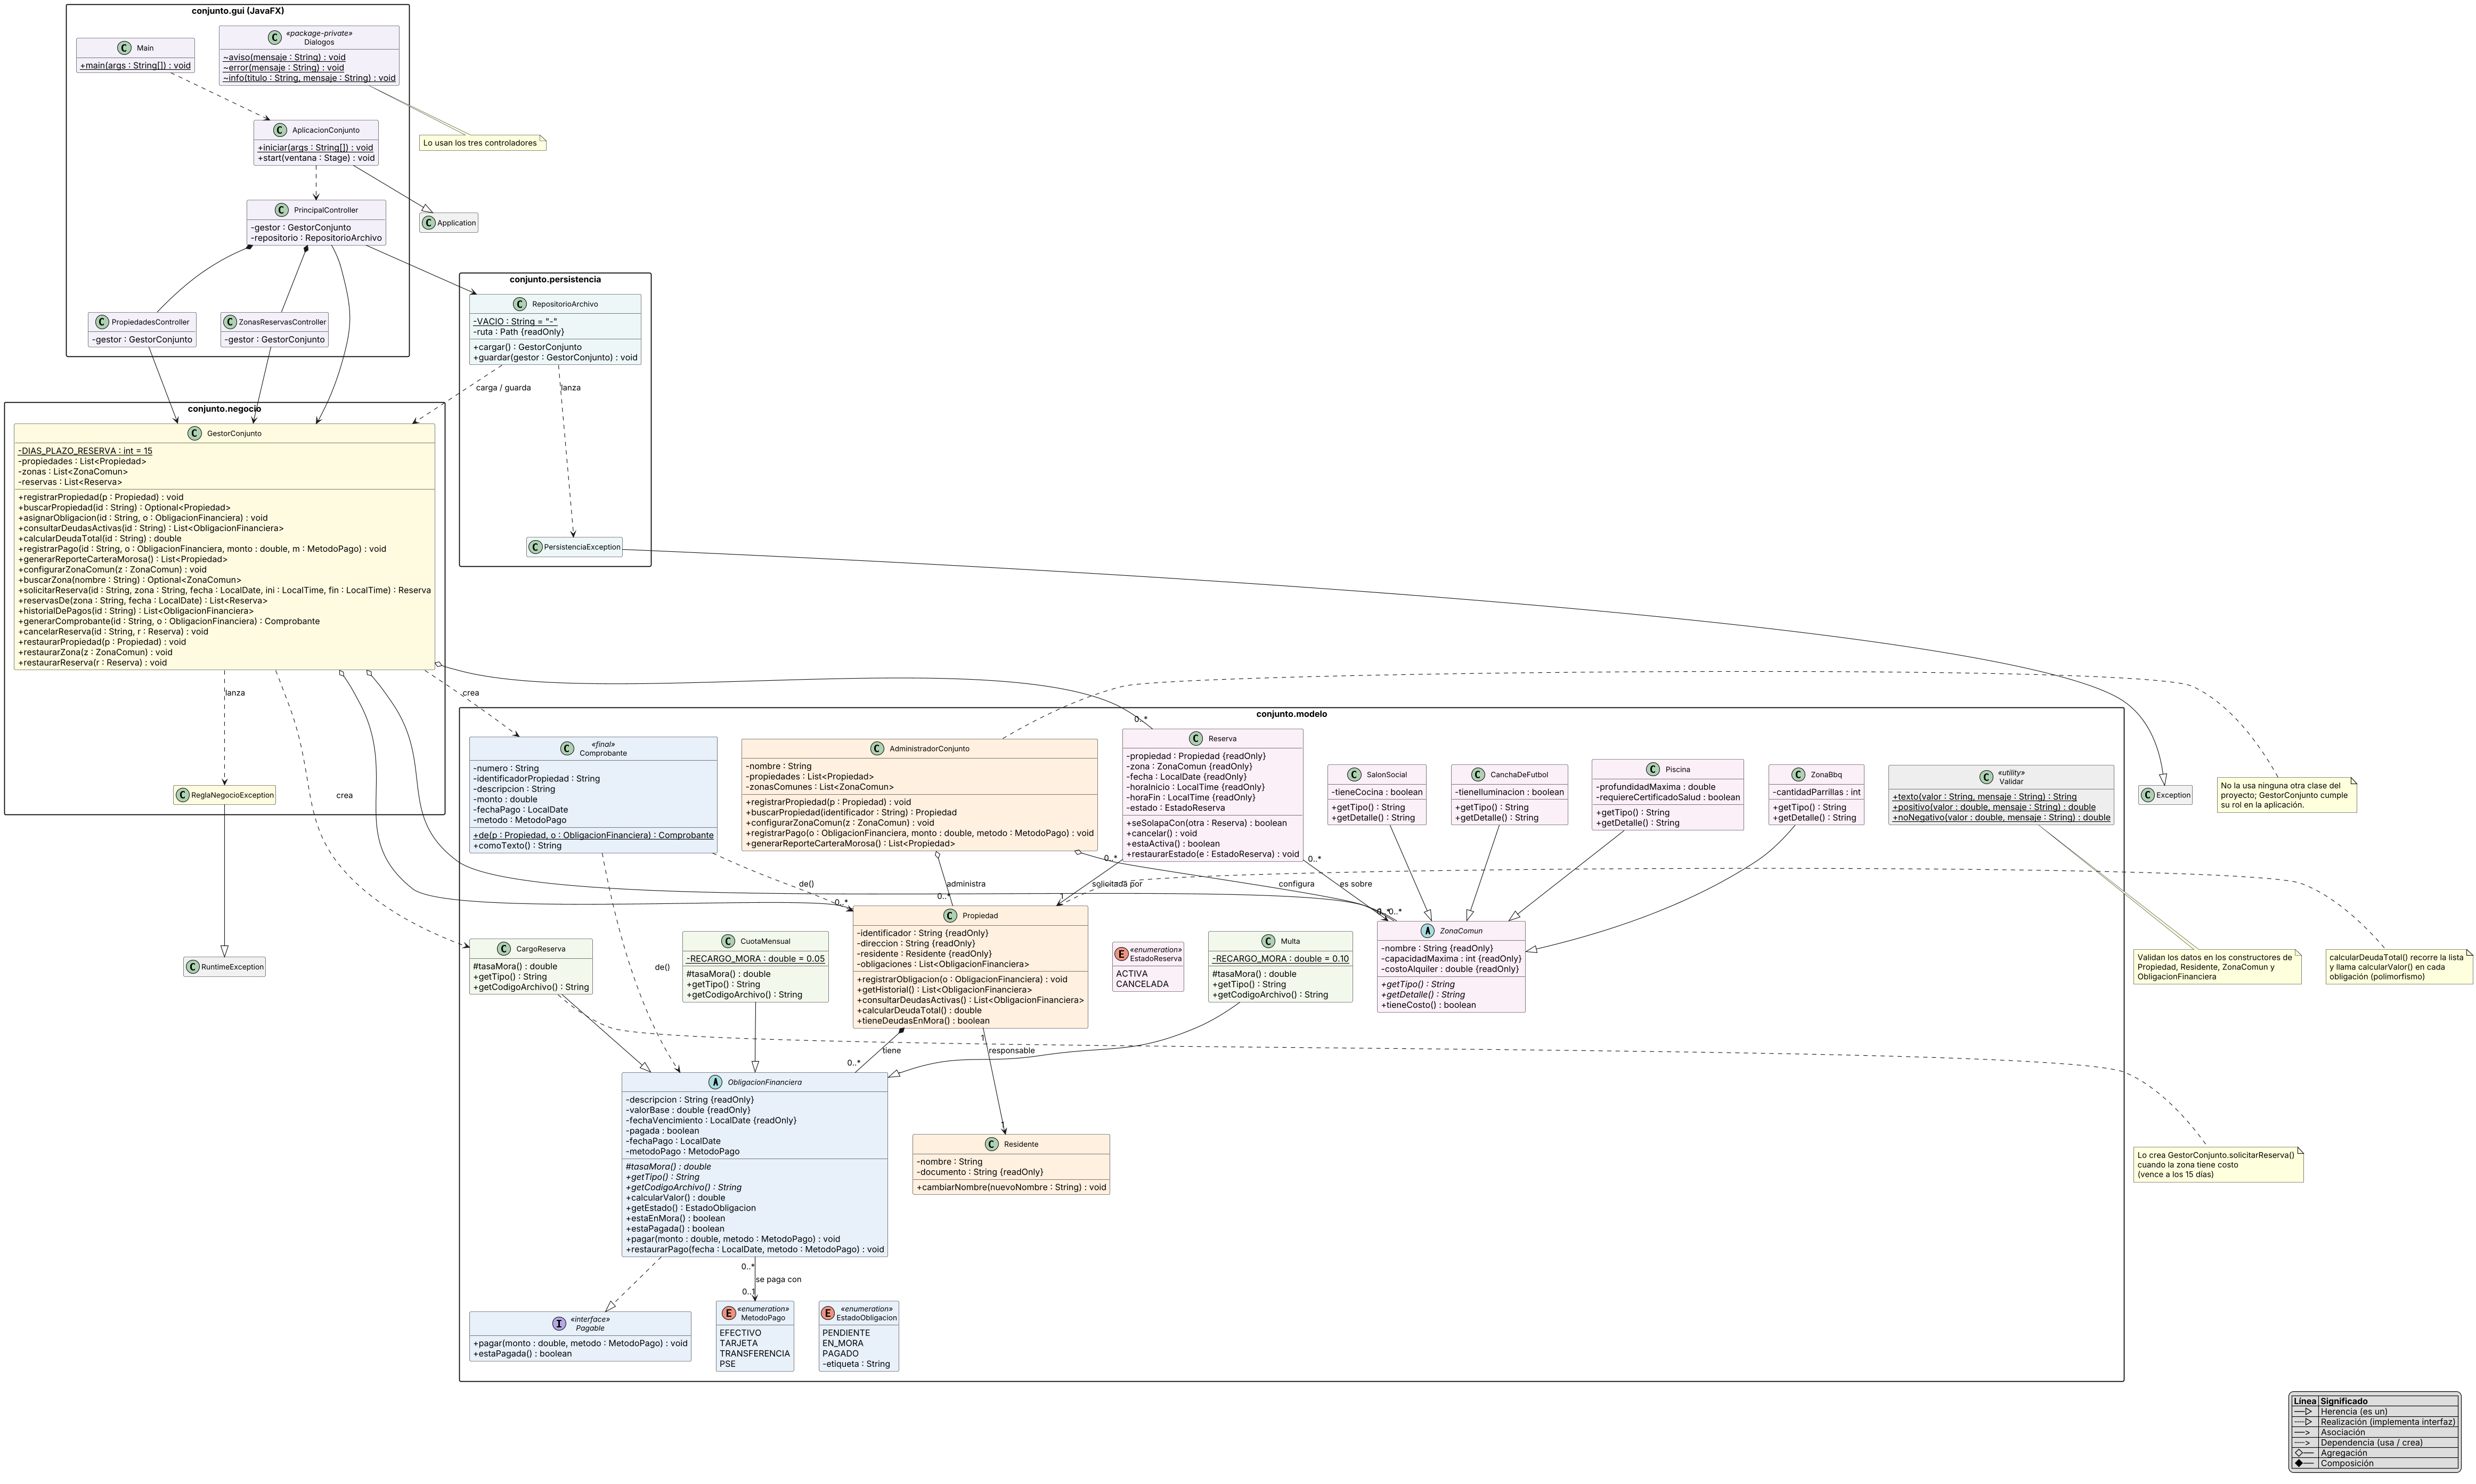 conjunto.gui (JavaFX)
C Main
+main(args : String[]) : void
«package-private»
C Dialogos
~aviso(mensaje : String) : void
~error(mensaje : String) : void
~info(titulo : String, mensaje : String) : void
C AplicacionConjunto
+iniciar(args : String[]) : void
+start(ventana : Stage) : void
Lo usan los tres controladores
C PrincipalController
-gestor : GestorConjunto
-repositorio : RepositorioArchivo
C Application
C PropiedadesController
-gestor : GestorConjunto
C ZonasReservasController
-gestor : GestorConjunto
conjunto.persistencia
C RepositorioArchivo
-VACIO : String = "-"
-ruta : Path {readOnly}
+cargar() : GestorConjunto
+guardar(gestor : GestorConjunto) : void
carga / guarda
lanza
C PersistenciaException
conjunto.negocio
C GestorConjunto
-DIAS_PLAZO_RESERVA : int = 15
-propiedades : List<Propiedad>
-zonas : List<ZonaComun>
-reservas : List<Reserva>
+registrarPropiedad(p : Propiedad) : void
+buscarPropiedad(id : String) : Optional<Propiedad>
+asignarObligacion(id : String, o : ObligacionFinanciera) : void
+consultarDeudasActivas(id : String) : List<ObligacionFinanciera>
+calcularDeudaTotal(id : String) : double
+registrarPago(id : String, o : ObligacionFinanciera, monto : double, m : MetodoPago) : void
+generarReporteCarteraMorosa() : List<Propiedad>
+configurarZonaComun(z : ZonaComun) : void
+buscarZona(nombre : String) : Optional<ZonaComun>
+solicitarReserva(id : String, zona : String, fecha : LocalDate, ini : LocalTime, fin : LocalTime) : Reserva
+reservasDe(zona : String, fecha : LocalDate) : List<Reserva>
+historialDePagos(id : String) : List<ObligacionFinanciera>
+generarComprobante(id : String, o : ObligacionFinanciera) : Comprobante
+cancelarReserva(id : String, r : Reserva) : void
+restaurarPropiedad(p : Propiedad) : void
+restaurarZona(z : ZonaComun) : void
+restaurarReserva(r : Reserva) : void
lanza
crea
crea
C ReglaNegocioException
C RuntimeException
C Exception
No la usa ninguna otra clase del
proyecto; GestorConjunto cumple
su rol en la aplicación.
conjunto.modelo
0..*
«final»
C Comprobante
-numero : String
-identificadorPropiedad : String
-descripcion : String
-monto : double
-fechaPago : LocalDate
-metodo : MetodoPago
+de(p : Propiedad, o : ObligacionFinanciera) : Comprobante
+comoTexto() : String
C AdministradorConjunto
-nombre : String
-propiedades : List<Propiedad>
-zonasComunes : List<ZonaComun>
+registrarPropiedad(p : Propiedad) : void
+buscarPropiedad(identificador : String) : Propiedad
+configurarZonaComun(z : ZonaComun) : void
+registrarPago(o : ObligacionFinanciera, monto : double, metodo : MetodoPago) : void
+generarReporteCarteraMorosa() : List<Propiedad>
C Reserva
-propiedad : Propiedad {readOnly}
-zona : ZonaComun {readOnly}
-fecha : LocalDate {readOnly}
-horaInicio : LocalTime {readOnly}
-horaFin : LocalTime {readOnly}
-estado : EstadoReserva
+seSolapaCon(otra : Reserva) : boolean
+cancelar() : void
+estaActiva() : boolean
+restaurarEstado(e : EstadoReserva) : void
C SalonSocial
-tieneCocina : boolean
+getTipo() : String
+getDetalle() : String
C CanchaDeFutbol
-tieneIluminacion : boolean
+getTipo() : String
+getDetalle() : String
C Piscina
-profundidadMaxima : double
-requiereCertificadoSalud : boolean
+getTipo() : String
+getDetalle() : String
C ZonaBbq
-cantidadParrillas : int
+getTipo() : String
+getDetalle() : String
«utility»
C Validar
+texto(valor : String, mensaje : String) : String
+positivo(valor : double, mensaje : String) : double
+noNegativo(valor : double, mensaje : String) : double
de()
de()
administra
0..*
0..*
0..*
solicitada por
1
configura
0..*
es sobre
0..*
C CargoReserva
#tasaMora() : double
+getTipo() : String
+getCodigoArchivo() : String
C CuotaMensual
-RECARGO_MORA : double = 0.05
#tasaMora() : double
+getTipo() : String
+getCodigoArchivo() : String
C Propiedad
-identificador : String {readOnly}
-direccion : String {readOnly}
-residente : Residente {readOnly}
-obligaciones : List<ObligacionFinanciera>
+registrarObligacion(o : ObligacionFinanciera) : void
+getHistorial() : List<ObligacionFinanciera>
+consultarDeudasActivas() : List<ObligacionFinanciera>
+calcularDeudaTotal() : double
+tieneDeudasEnMora() : boolean
«enumeration»
E EstadoReserva
ACTIVA
CANCELADA
C Multa
-RECARGO_MORA : double = 0.10
#tasaMora() : double
+getTipo() : String
+getCodigoArchivo() : String
A ZonaComun
-nombre : String {readOnly}
-capacidadMaxima : int {readOnly}
-costoAlquiler : double {readOnly}
+getTipo() : String
+getDetalle() : String
+tieneCosto() : boolean
Validan los datos en los constructores de
Propiedad, Residente, ZonaComun y
ObligacionFinanciera
calcularDeudaTotal() recorre la lista
y llama calcularValor() en cada
obligación (polimorfismo)
tiene
0..*
1
responsable
A ObligacionFinanciera
-descripcion : String {readOnly}
-valorBase : double {readOnly}
-fechaVencimiento : LocalDate {readOnly}
-pagada : boolean
-fechaPago : LocalDate
-metodoPago : MetodoPago
#tasaMora() : double
+getTipo() : String
+getCodigoArchivo() : String
+calcularValor() : double
+getEstado() : EstadoObligacion
+estaEnMora() : boolean
+estaPagada() : boolean
+pagar(monto : double, metodo : MetodoPago) : void
+restaurarPago(fecha : LocalDate, metodo : MetodoPago) : void
C Residente
-nombre : String
-documento : String {readOnly}
+cambiarNombre(nuevoNombre : String) : void
Lo crea GestorConjunto.solicitarReserva()
cuando la zona tiene costo
(vence a los 15 días)
0..*
se paga con
0..1
«interface»
I Pagable
+pagar(monto : double, metodo : MetodoPago) : void
+estaPagada() : boolean
«enumeration»
E MetodoPago
EFECTIVO
TARJETA
TRANSFERENCIA
PSE
«enumeration»
E EstadoObligacion
PENDIENTE
EN_MORA
PAGADO
-etiqueta : String
Línea Significado
Herencia (es un)
Realización (implementa interfaz)
Asociación
Dependencia (usa / crea)
Agregación
Composición